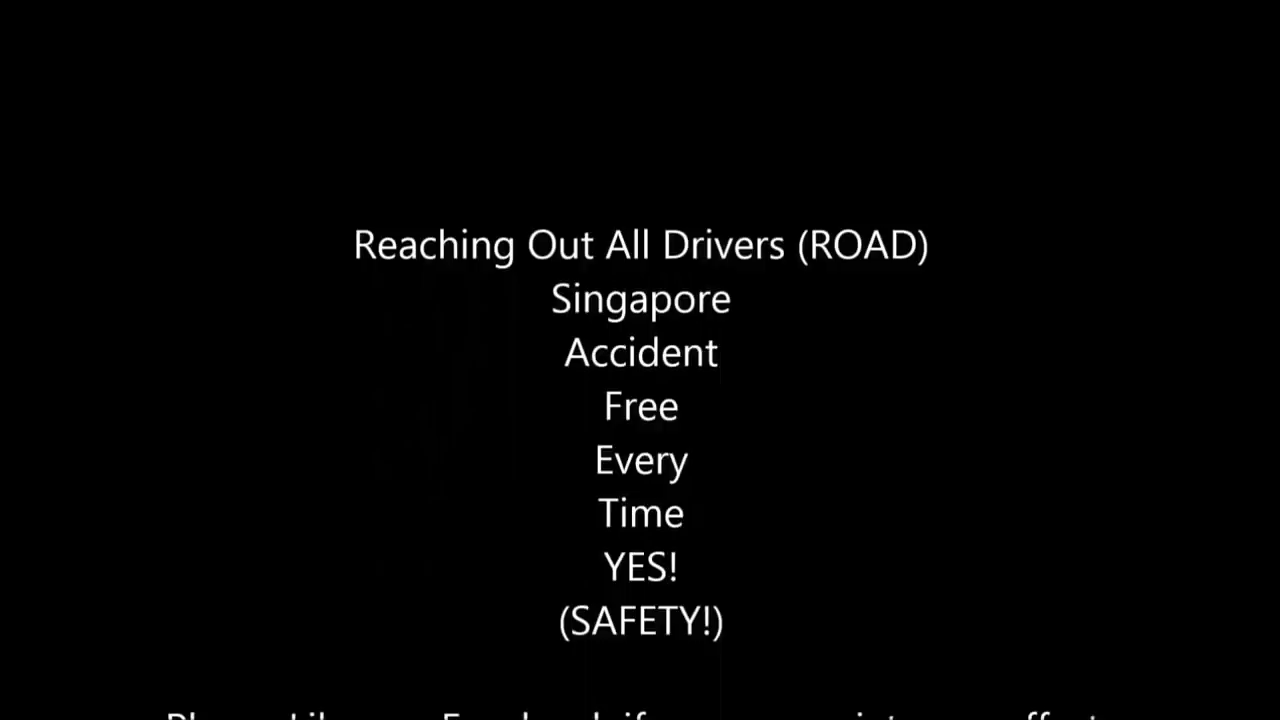 Reaching Out All Drivers (ROAD)
Singapore
Accident
Free
Every
Time
YES!
(SAFETY!)